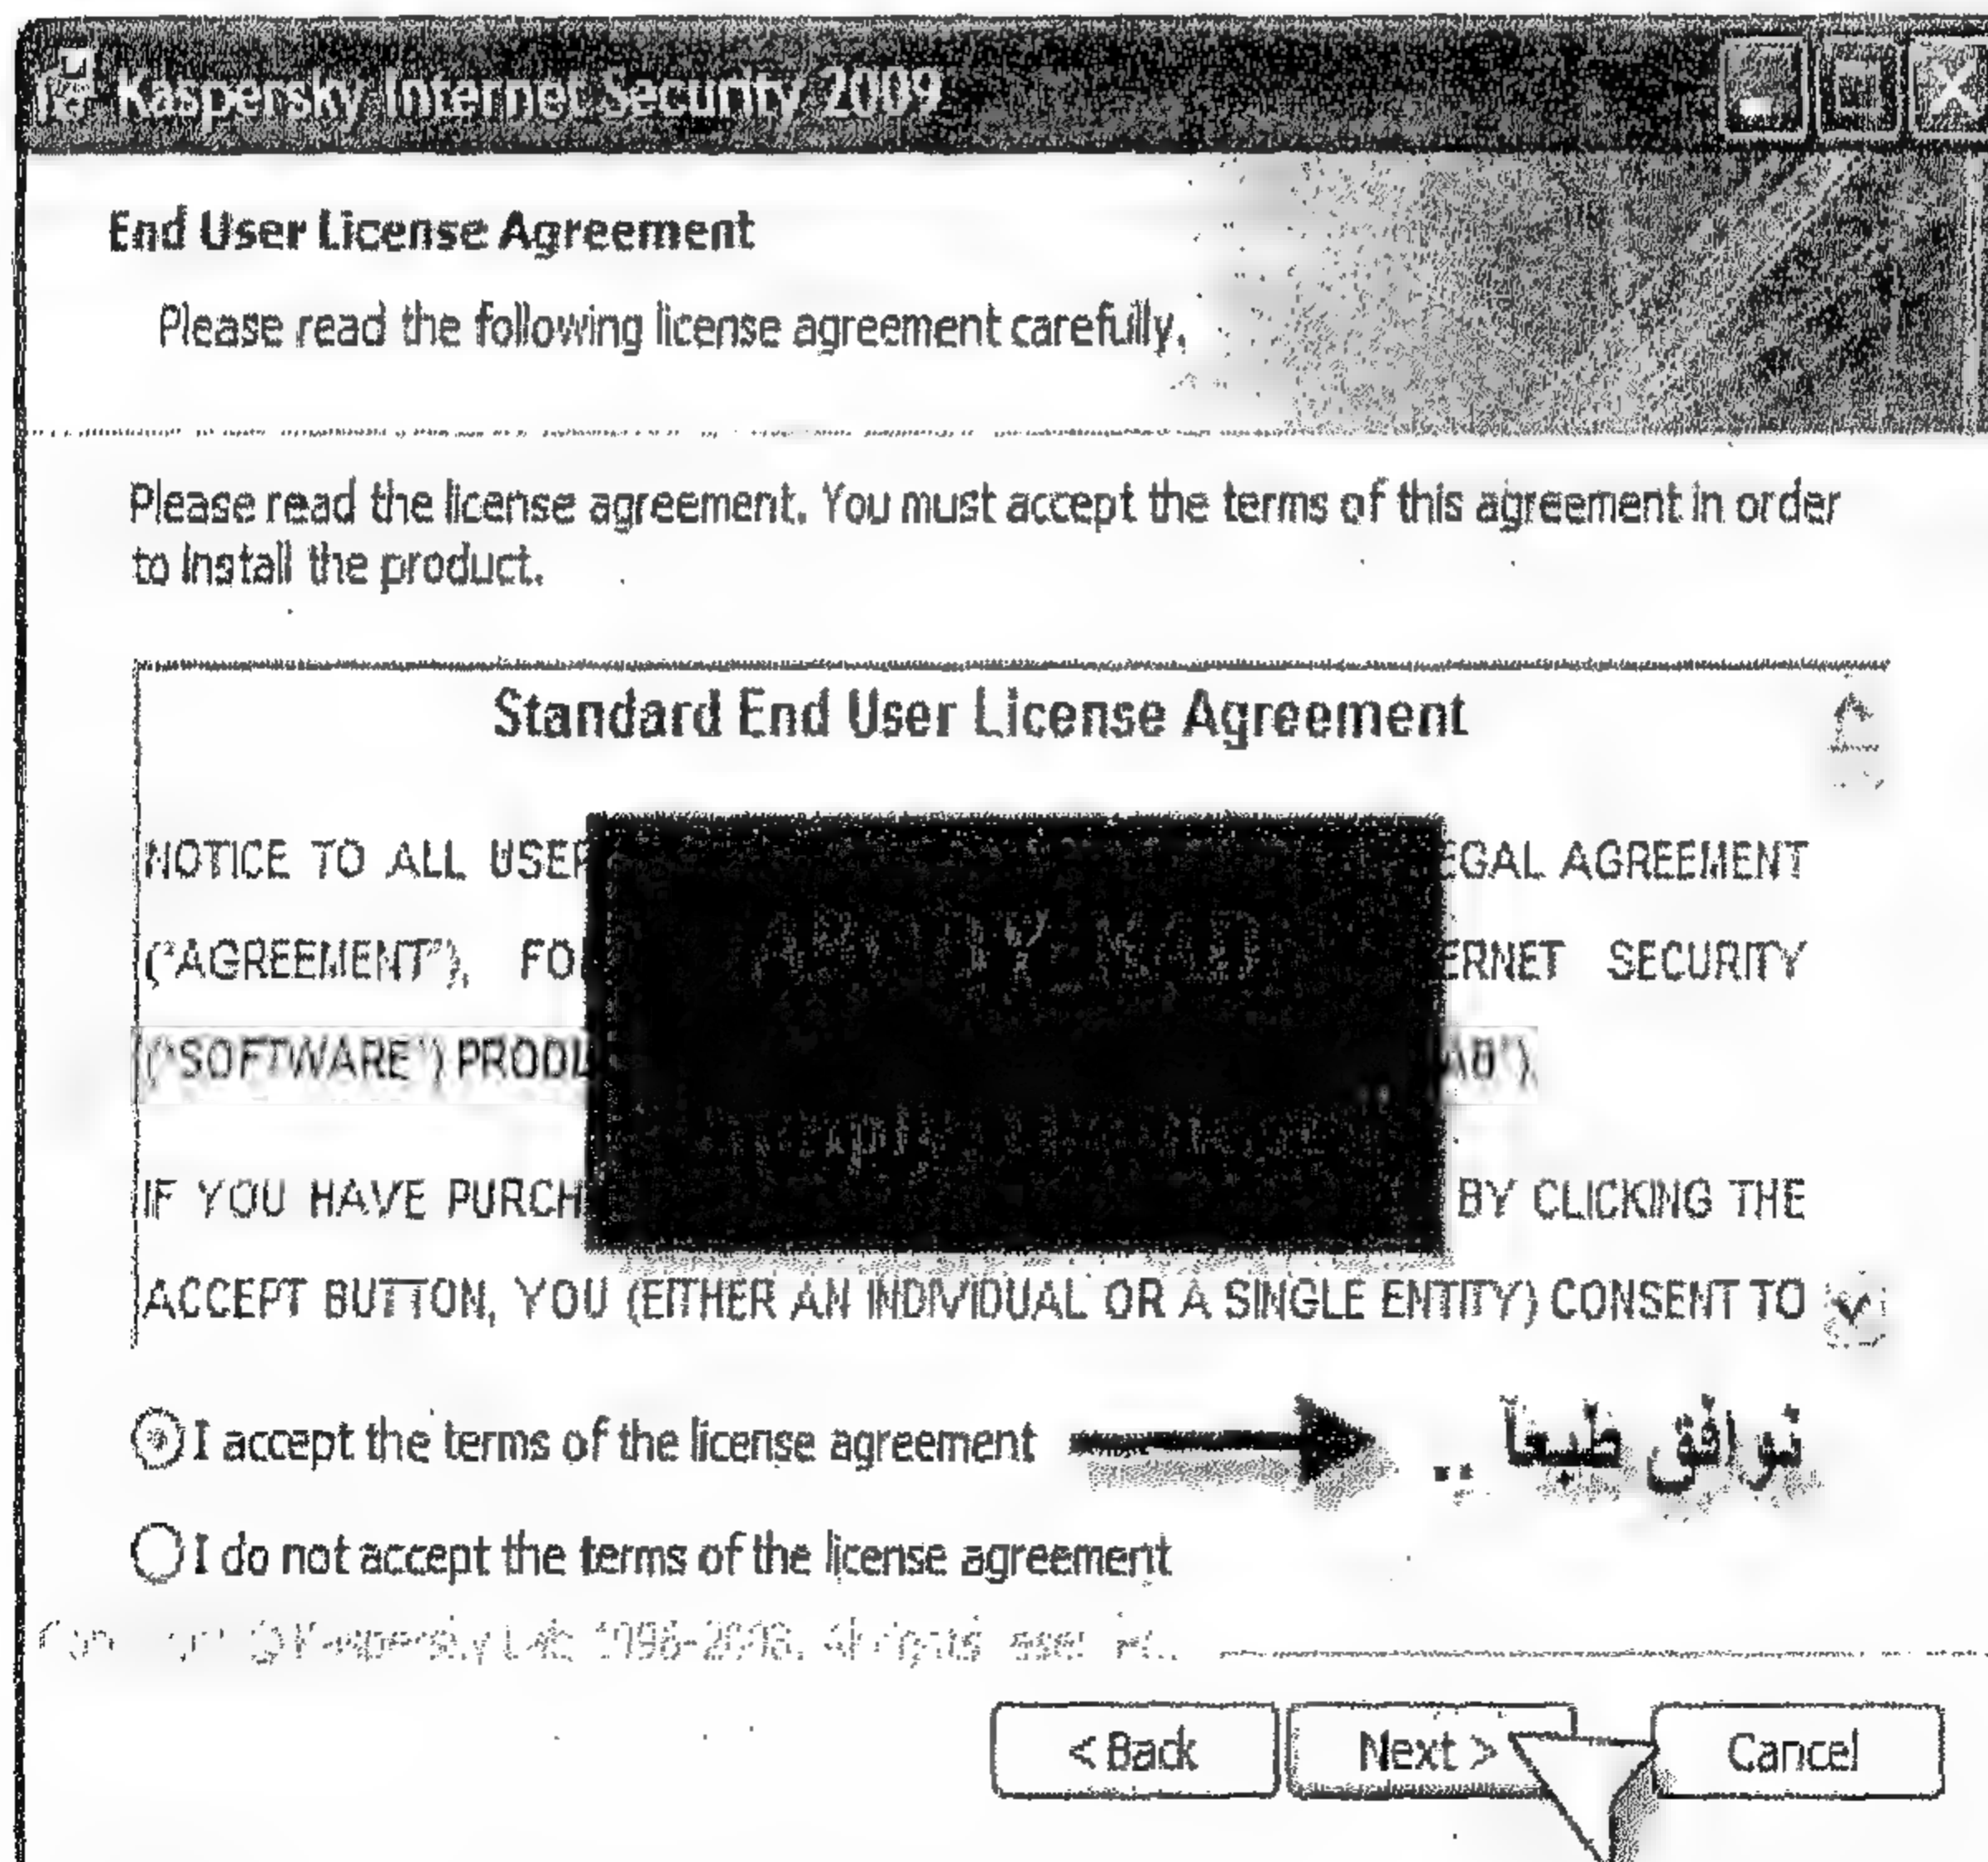 Kaspersky Internet Security 2009
End User License Agreement
Please read the following license agreement carefully.
Please read the license agreement. You must accept the terms of this agreement in order
to install the product.
Standard End User License Agreement
NOTICE TO ALL USER EGAL AGREEMENT
("AGREEMENT"), FO ERNET SECURITY
("SOFTWARE") PRODU AB").
IF YOU HAVE PURCH BY CLICKING THE
ACCEPT BUTTON, YOU (EITHER AN INDIVIDUAL OR A SINGLE ENTITY) CONSENT TO
I accept the terms of the license agreement نوافق طبعاً ..
I do not accept the terms of the license agreement
Kaspersky Lab
< Back Next > Cancel